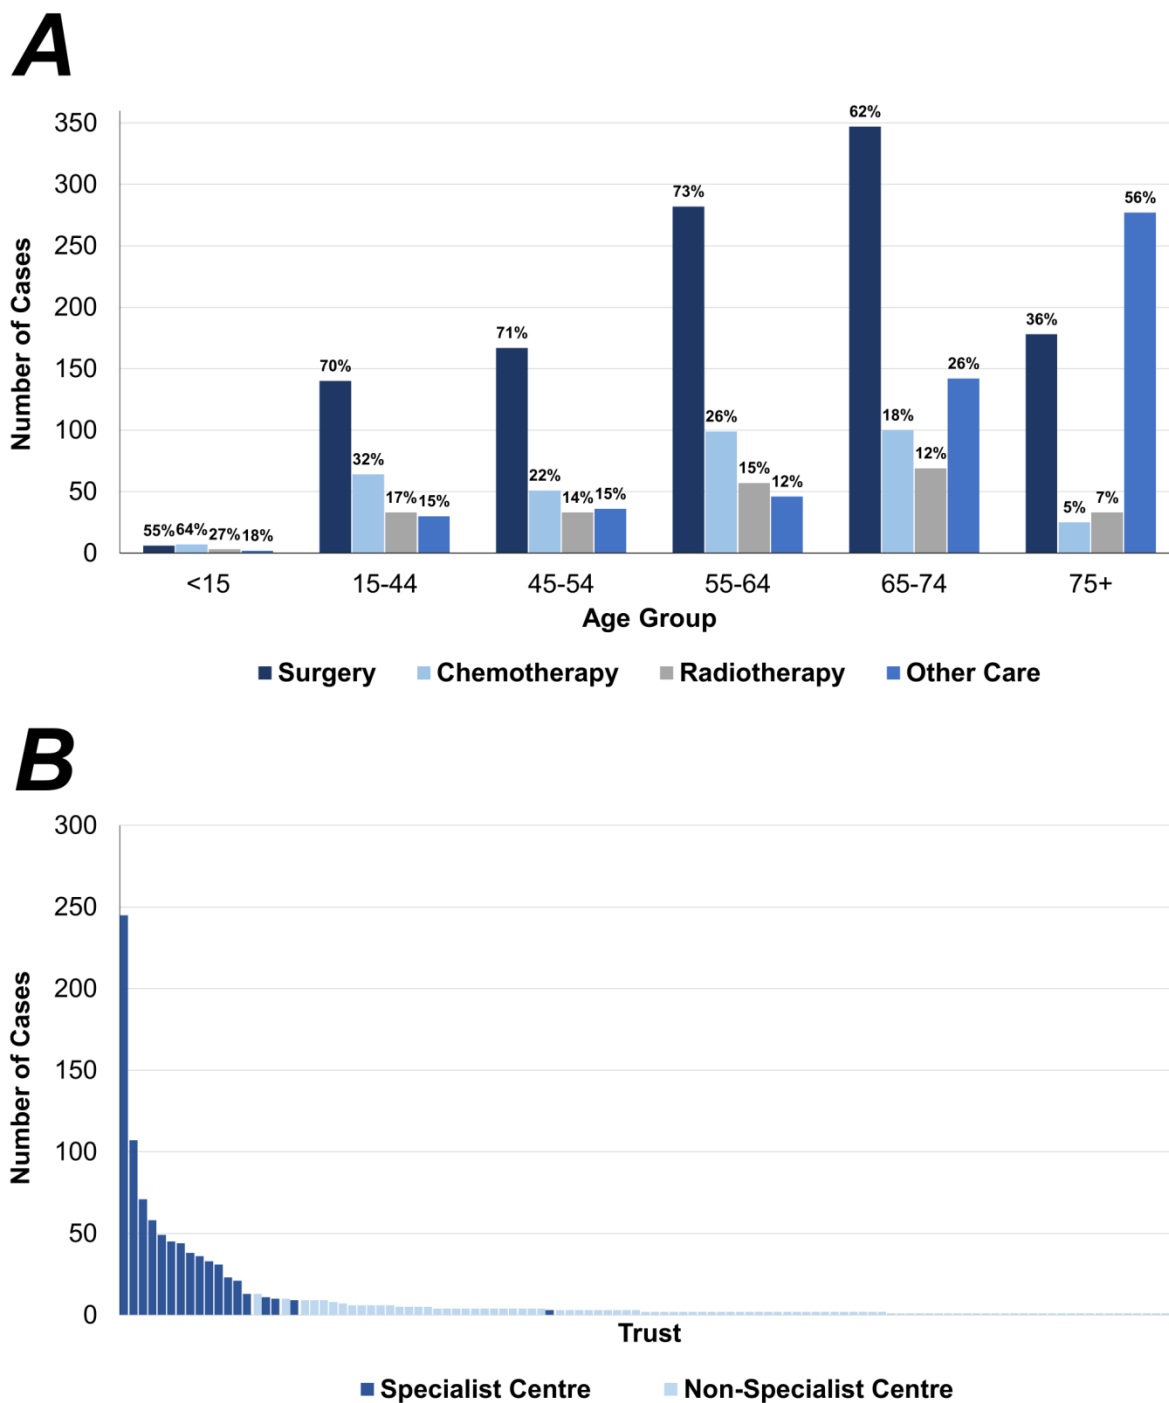 A
350
300
250
200
150
100
50
0
Number of Cases
55% 64% 27% 18%
70% 32% 17% 15%
71% 22% 14% 15%
73% 26% 15% 12%
62% 18% 12% 26%
36% 5% 7% 56%
<15 15-44 45-54 55-64 65-74 75+
Age Group
Surgery Chemotherapy Radiotherapy Other Care
B
300
250
200
150
100
50
0
Number of Cases
Trust
Specialist Centre Non-Specialist Centre